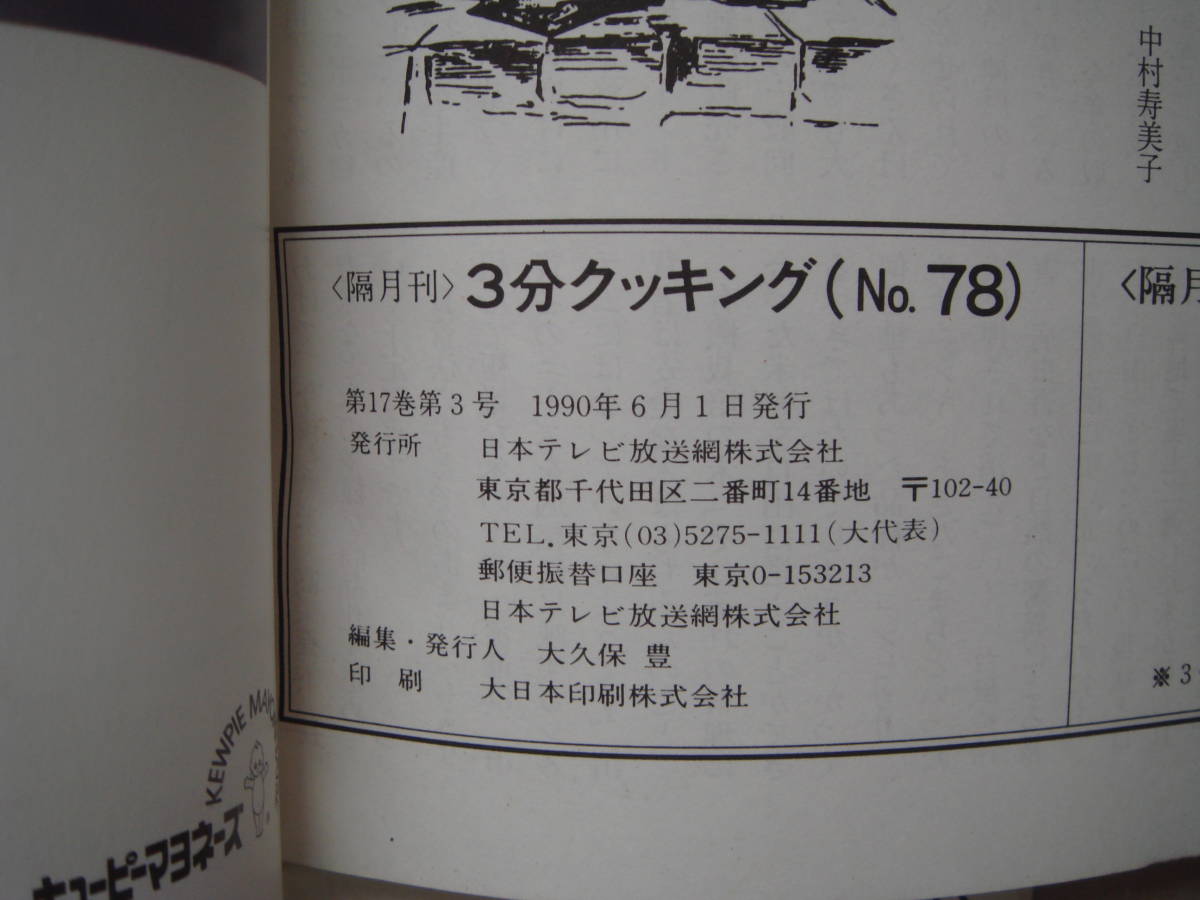 中村寿美子
〈隔月刊〉3分クッキング(No.78)
第17巻第3号 1990年6月1日発行
発行所 日本テレビ放送網株式会社
東京都千代田区二番町14番地 〒102-40
TEL.東京(03)5275-1111(大代表)
郵便振替口座 東京0-153213
日本テレビ放送網株式会社
編集・発行人 大久保 豊
印刷 大日本印刷株式会社
〈隔月
※3
KEWPIE
キユーピーマヨネーズ